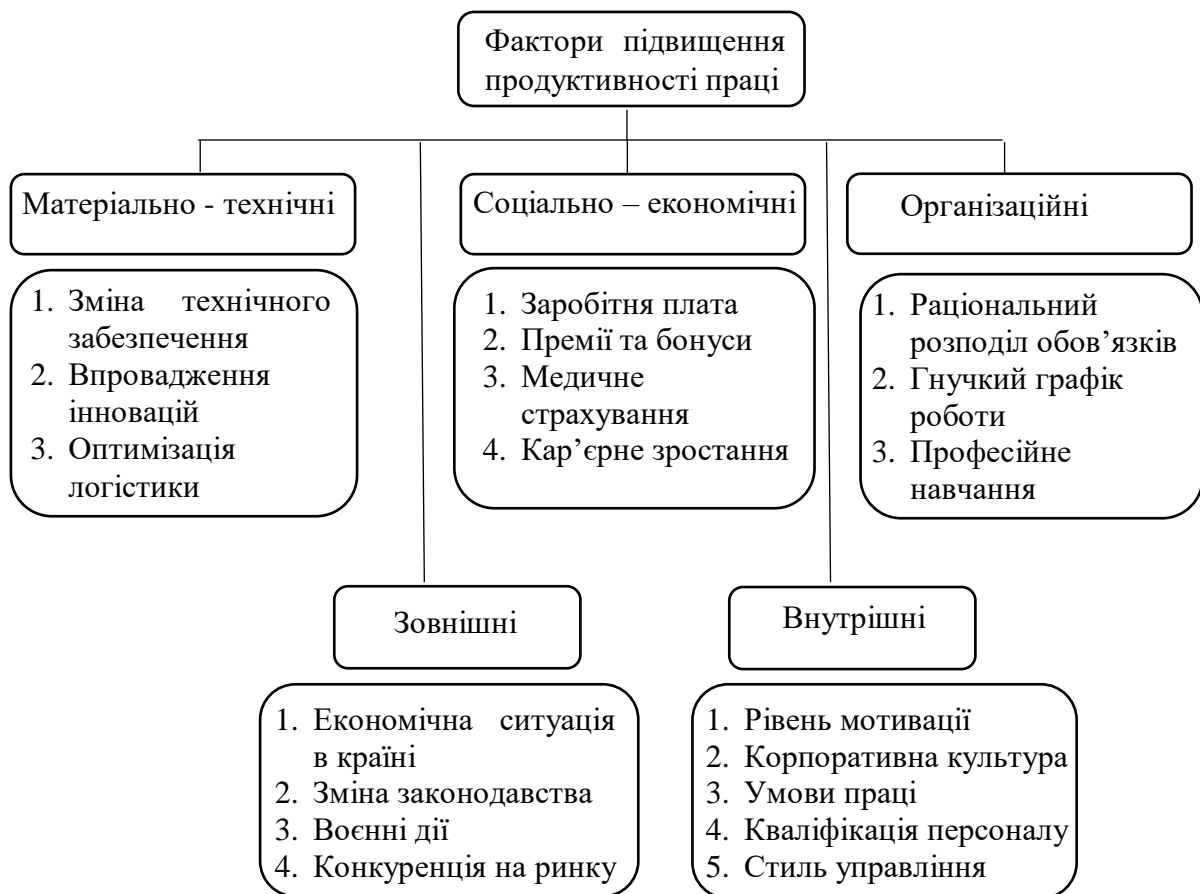 Фактори підвищення
продуктивності праці
Матеріально - технічні
Соціально – економічні
Організаційні
1. Зміна технічного
забезпечення
2. Впровадження
інновацій
3. Оптимізація
логістики
1. Заробітня плата
2. Премії та бонуси
3. Медичне
страхування
4. Кар’єрне зростання
1. Раціональний
розподіл обов’язків
2. Гнучкий графік
роботи
3. Професійне
навчання
Зовнішні
Внутрішні
1. Економічна ситуація
в країні
2. Зміна законодавства
3. Воєнні дії
4. Конкуренція на ринку
1. Рівень мотивації
2. Корпоративна культура
3. Умови праці
4. Кваліфікація персоналу
5. Стиль управління